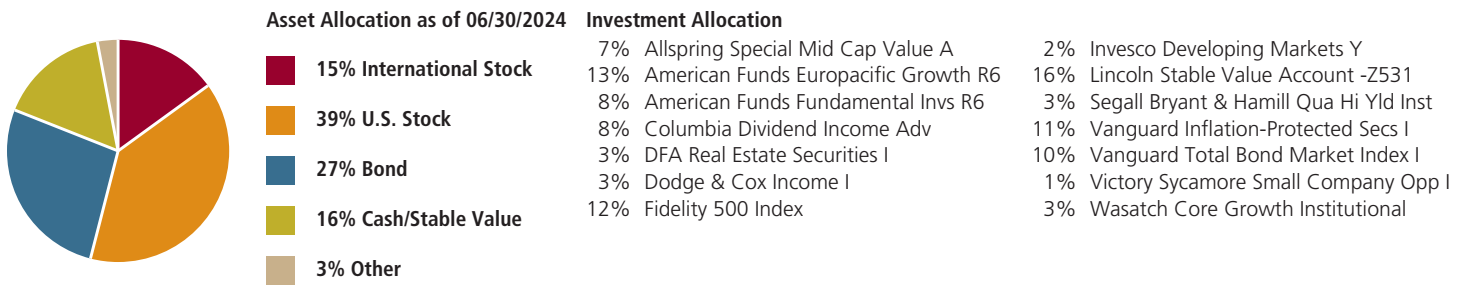 Asset Allocation as of 06/30/2024
15% International Stock
39% U.S. Stock
27% Bond
16% Cash/Stable Value
3% Other
Investment Allocation
7% Allspring Special Mid Cap Value A
13% American Funds Europacific Growth R6
8% American Funds Fundamental Invs R6
8% Columbia Dividend Income Adv
3% DFA Real Estate Securities I
3% Dodge & Cox Income I
12% Fidelity 500 Index
2% Invesco Developing Markets Y
16% Lincoln Stable Value Account -Z531
3% Segall Bryant & Hamill Qua Hi Yld Inst
11% Vanguard Inflation-Protected Secs I
10% Vanguard Total Bond Market Index I
1% Victory Sycamore Small Company Opp I
3% Wasatch Core Growth Institutional